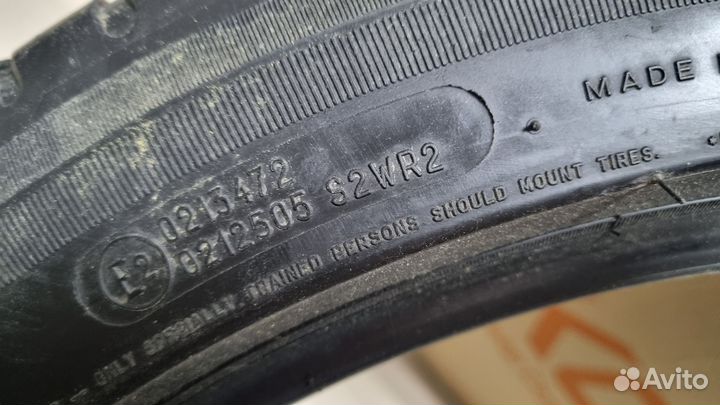 MADE
0213472
E2 0212505 S2WR2
ONLY SPECIALLY TRAINED PERSONS SHOULD MOUNT TIRES.
Avito